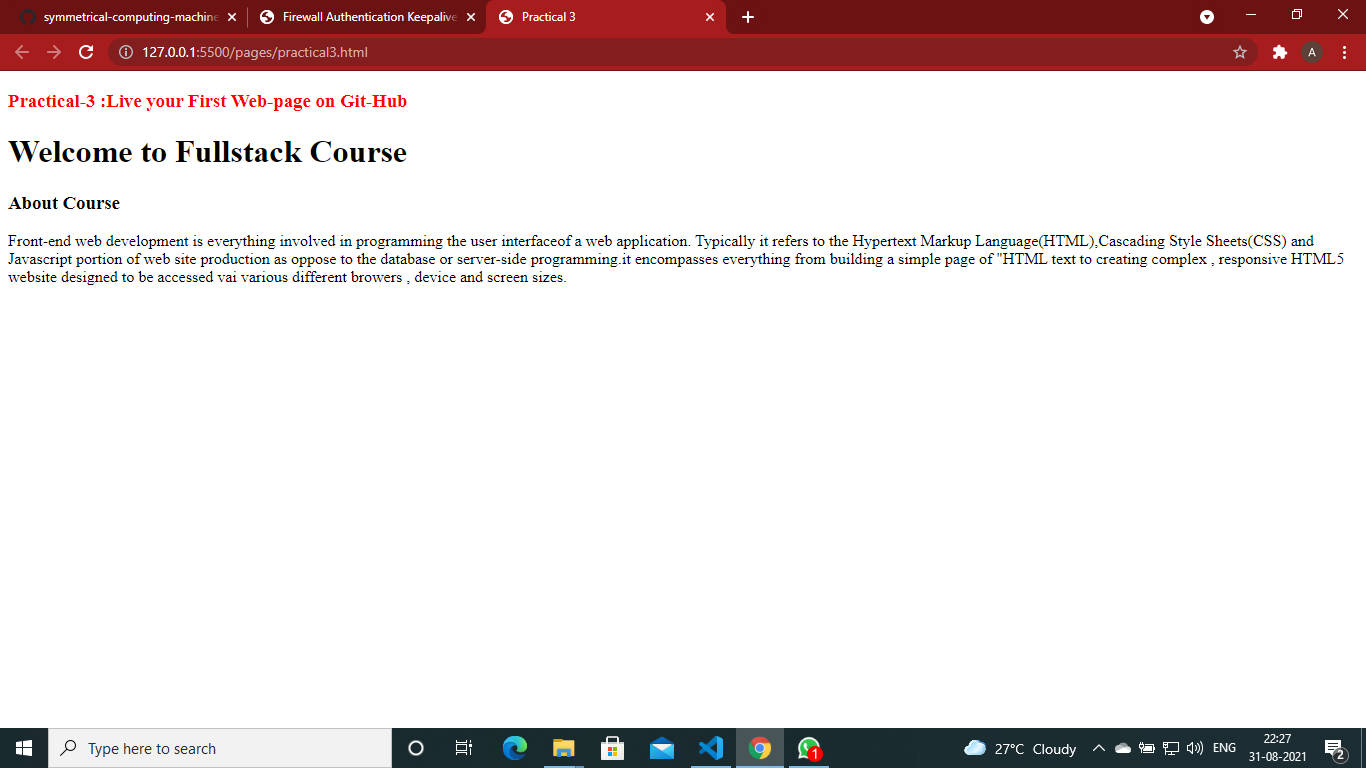 symmetrical-computing-machine
Firewall Authentication Keepalive
Practical 3
127.0.0.1:5500/pages/practical3.html
A
Practical-3 :Live your First Web-page on Git-Hub
Welcome to Fullstack Course
About Course
Front-end web development is everything involved in programming the user interfaceof a web application. Typically it refers to the Hypertext Markup Language(HTML),Cascading Style Sheets(CSS) and
Javascript portion of web site production as oppose to the database or server-side programming.it encompasses everything from building a simple page of "HTML text to creating complex , responsive HTML5
website designed to be accessed vai various different browers , device and screen sizes.
Type here to search
1
27°C Cloudy
ENG
22:27
31-08-2021
2